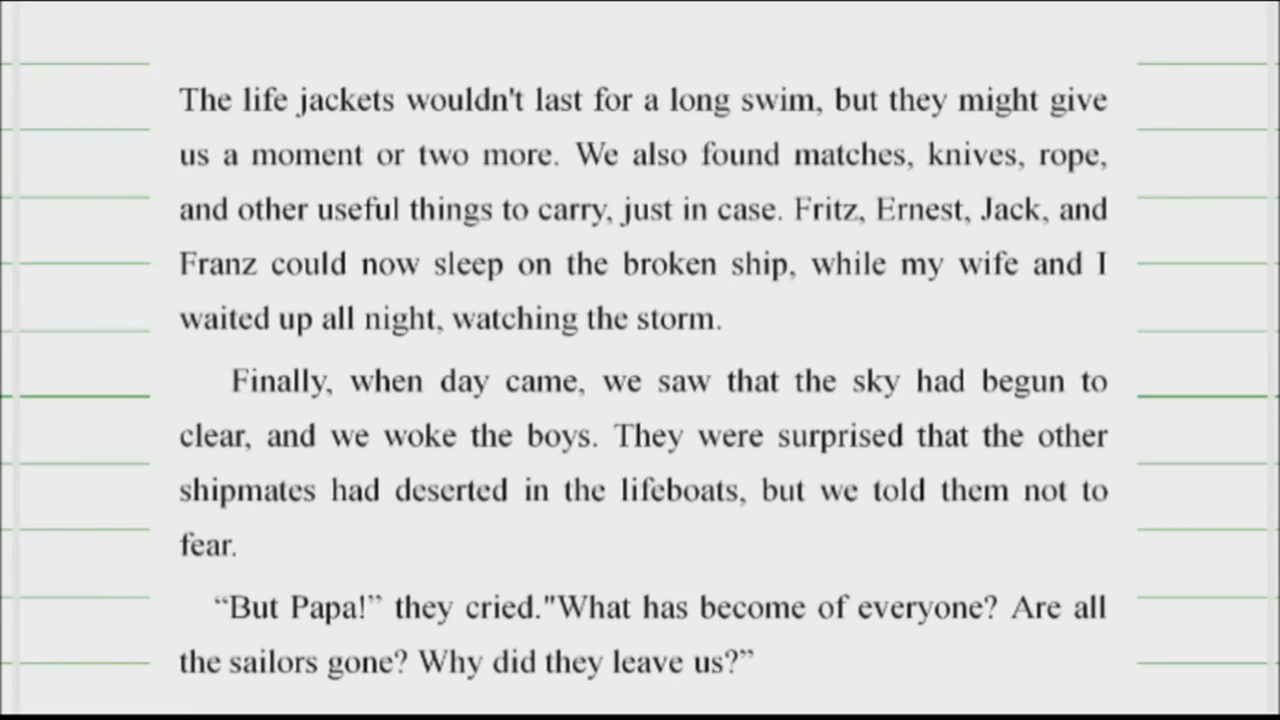 The life jackets wouldn't last for a long swim, but they might give
us a moment or two more. We also found matches, knives, rope,
and other useful things to carry, just in case. Fritz, Ernest, Jack, and
Franz could now sleep on the broken ship, while my wife and I
waited up all night, watching the storm.
Finally, when day came, we saw that the sky had begun to
clear, and we woke the boys. They were surprised that the other
shipmates had deserted in the lifeboats, but we told them not to
fear.
“But Papa!” they cried."What has become of everyone? Are all
the sailors gone? Why did they leave us?”